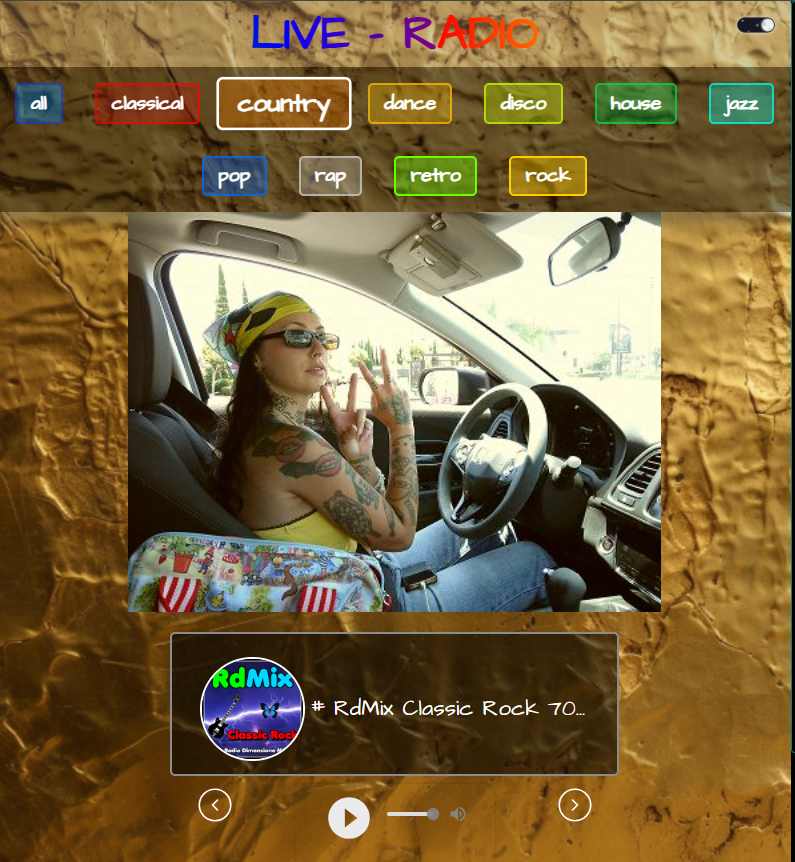 LIVE - RADIO
all classical country dance disco house jazz
pop rap retro rock
RdMix
Classic Rock
Radio Dimensione M
# RdMix Classic Rock 70...